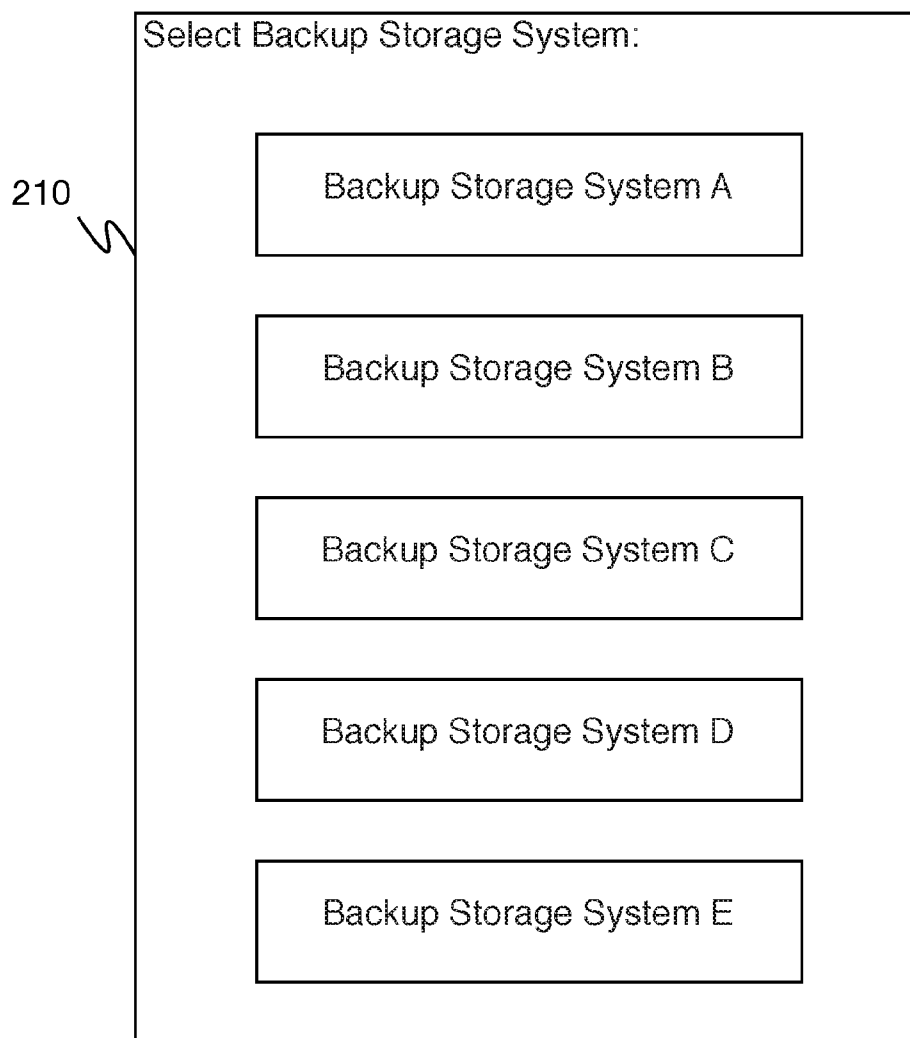 Select Backup Storage System:
210
Backup Storage System A
Backup Storage System B
Backup Storage System C
Backup Storage System D
Backup Storage System E